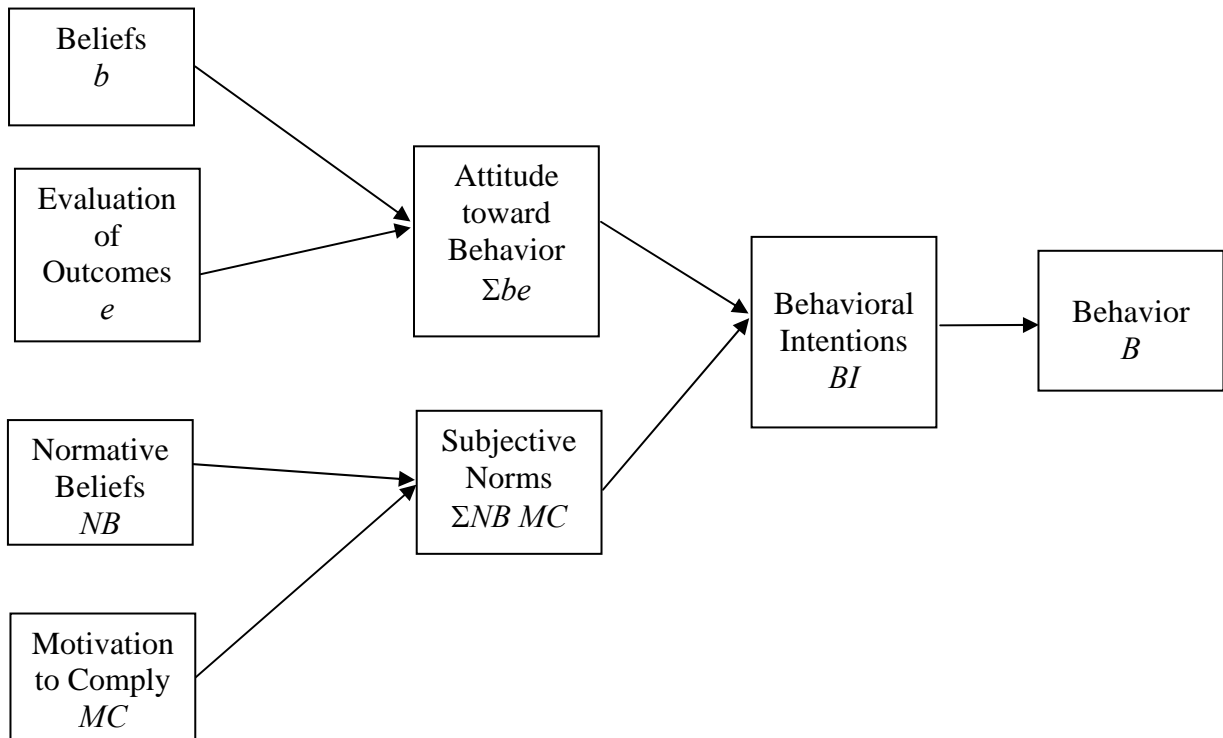 Beliefs
b
Evaluation
of
Outcomes
e
Normative
Beliefs
NB
Motivation
to Comply
MC
Attitude
toward
Behavior
Σbe
Subjective
Norms
ΣNB MC
Behavioral
Intentions
BI
Behavior
B